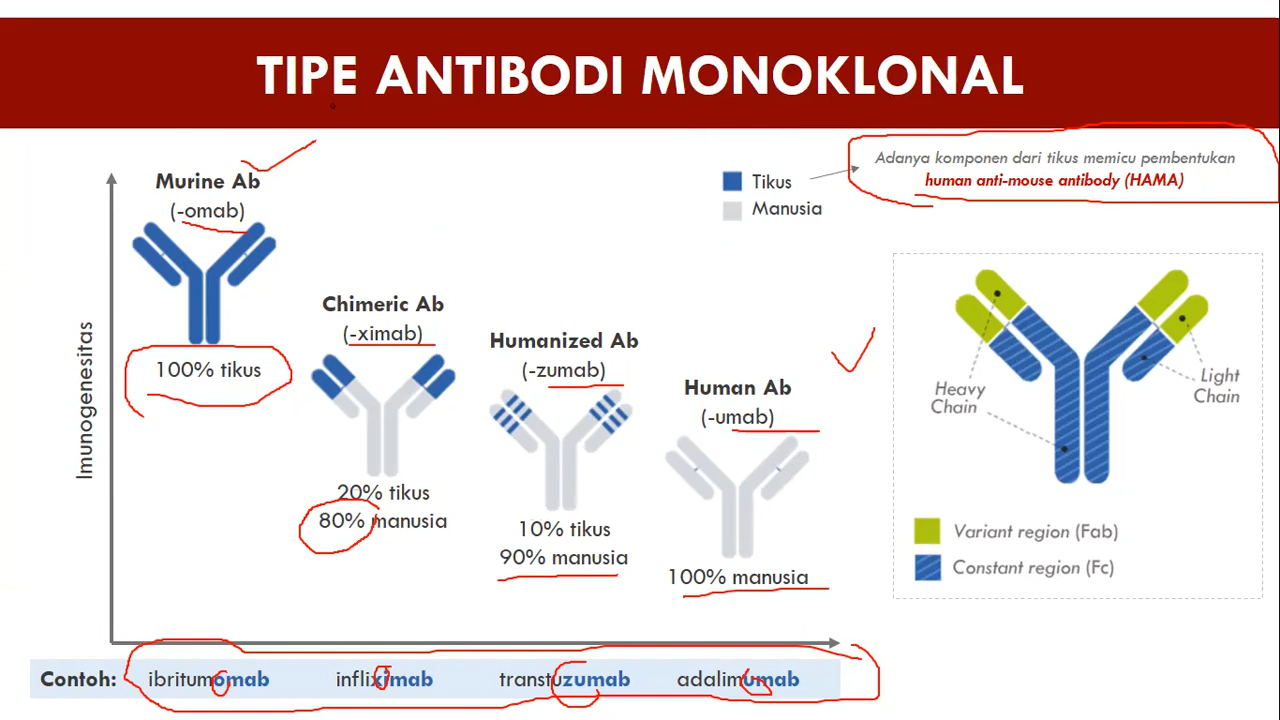 TIPE ANTIBODI MONOKLONAL
Adanya komponen dari tikus memicu pembentukan
human anti-mouse antibody (HAMA)
Tikus
Manusia
Imunogenesitas
Murine Ab
(-omab)
100% tikus
Chimeric Ab
(-ximab)
20% tikus
80% manusia
Humanized Ab
(-zumab)
10% tikus
90% manusia
Human Ab
(-umab)
100% manusia
Heavy
Chain
Light
Chain
Variant region (Fab)
Constant region (Fc)
Contoh: ibritumomab infliximab transtuzumab adalimumab